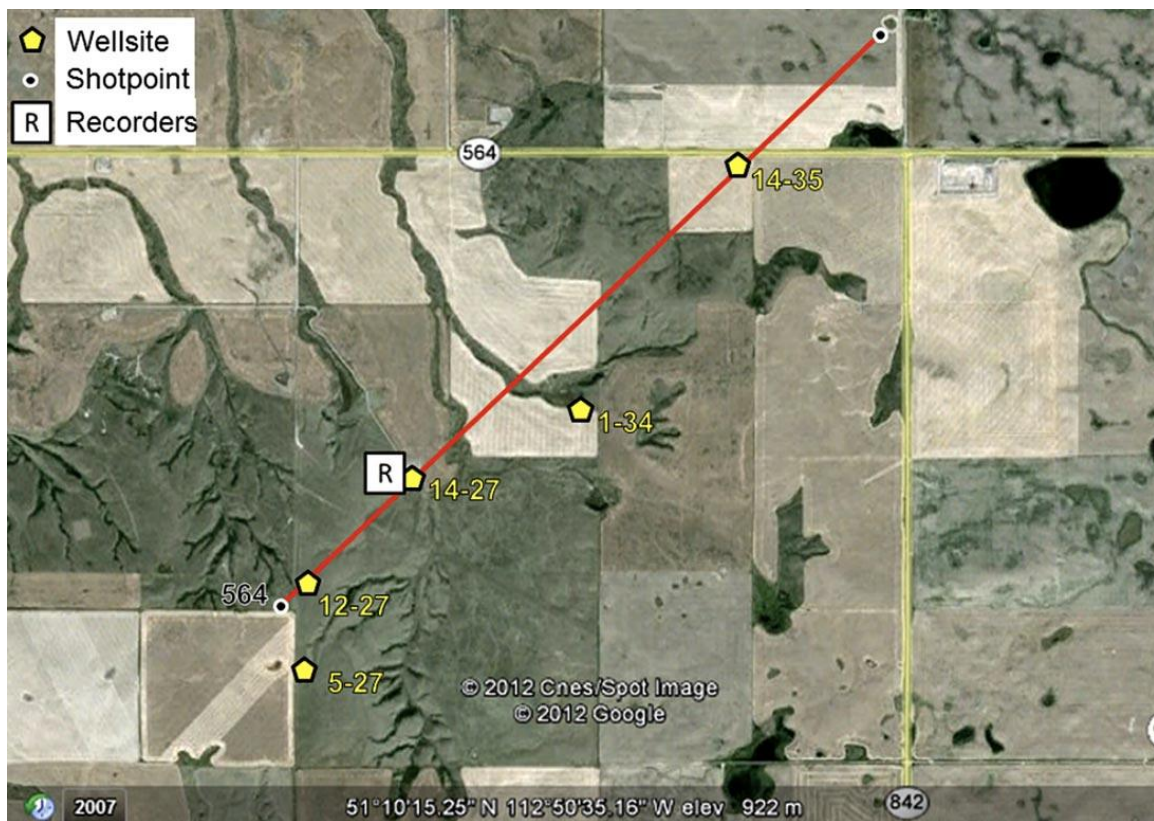 Wellsite
Shotpoint
R Recorders
564
14-35
1-34
R
14-27
564
12-27
5-27
© 2012 Cnes/Spot Image
© 2012 Google
2007
51°10'15.25" N 112°50'35.16" W elev 922 m
842